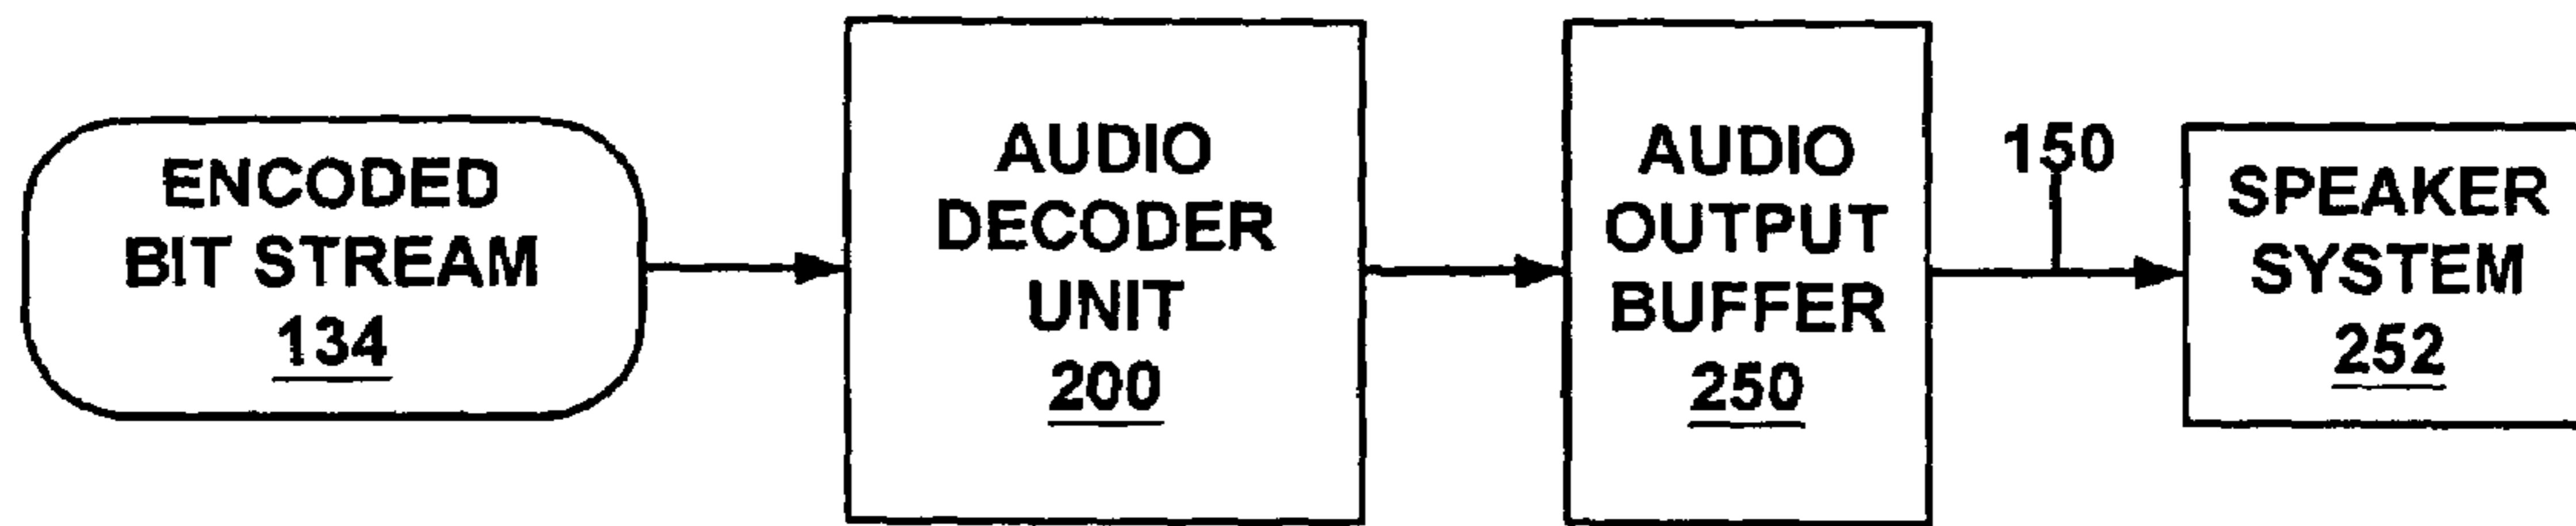 ENCODED
BIT STREAM
134
AUDIO
DECODER
UNIT
200
AUDIO
OUTPUT
BUFFER
250
150
SPEAKER
SYSTEM
252